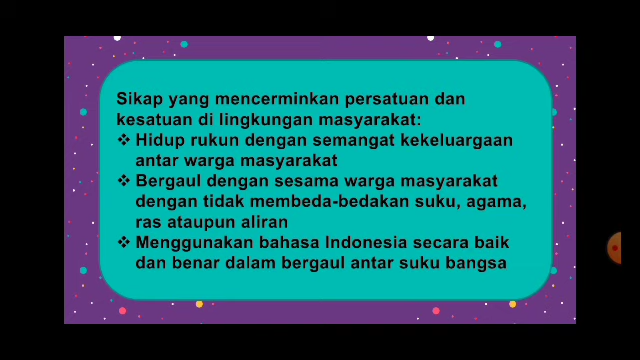 Sikap yang mencerminkan persatuan dan
kesatuan di lingkungan masyarakat:
❖ Hidup rukun dengan semangat kekeluargaan
antar warga masyarakat
❖ Bergaul dengan sesama warga masyarakat
dengan tidak membeda-bedakan suku, agama,
ras ataupun aliran
❖ Menggunakan bahasa Indonesia secara baik
dan benar dalam bergaul antar suku bangsa